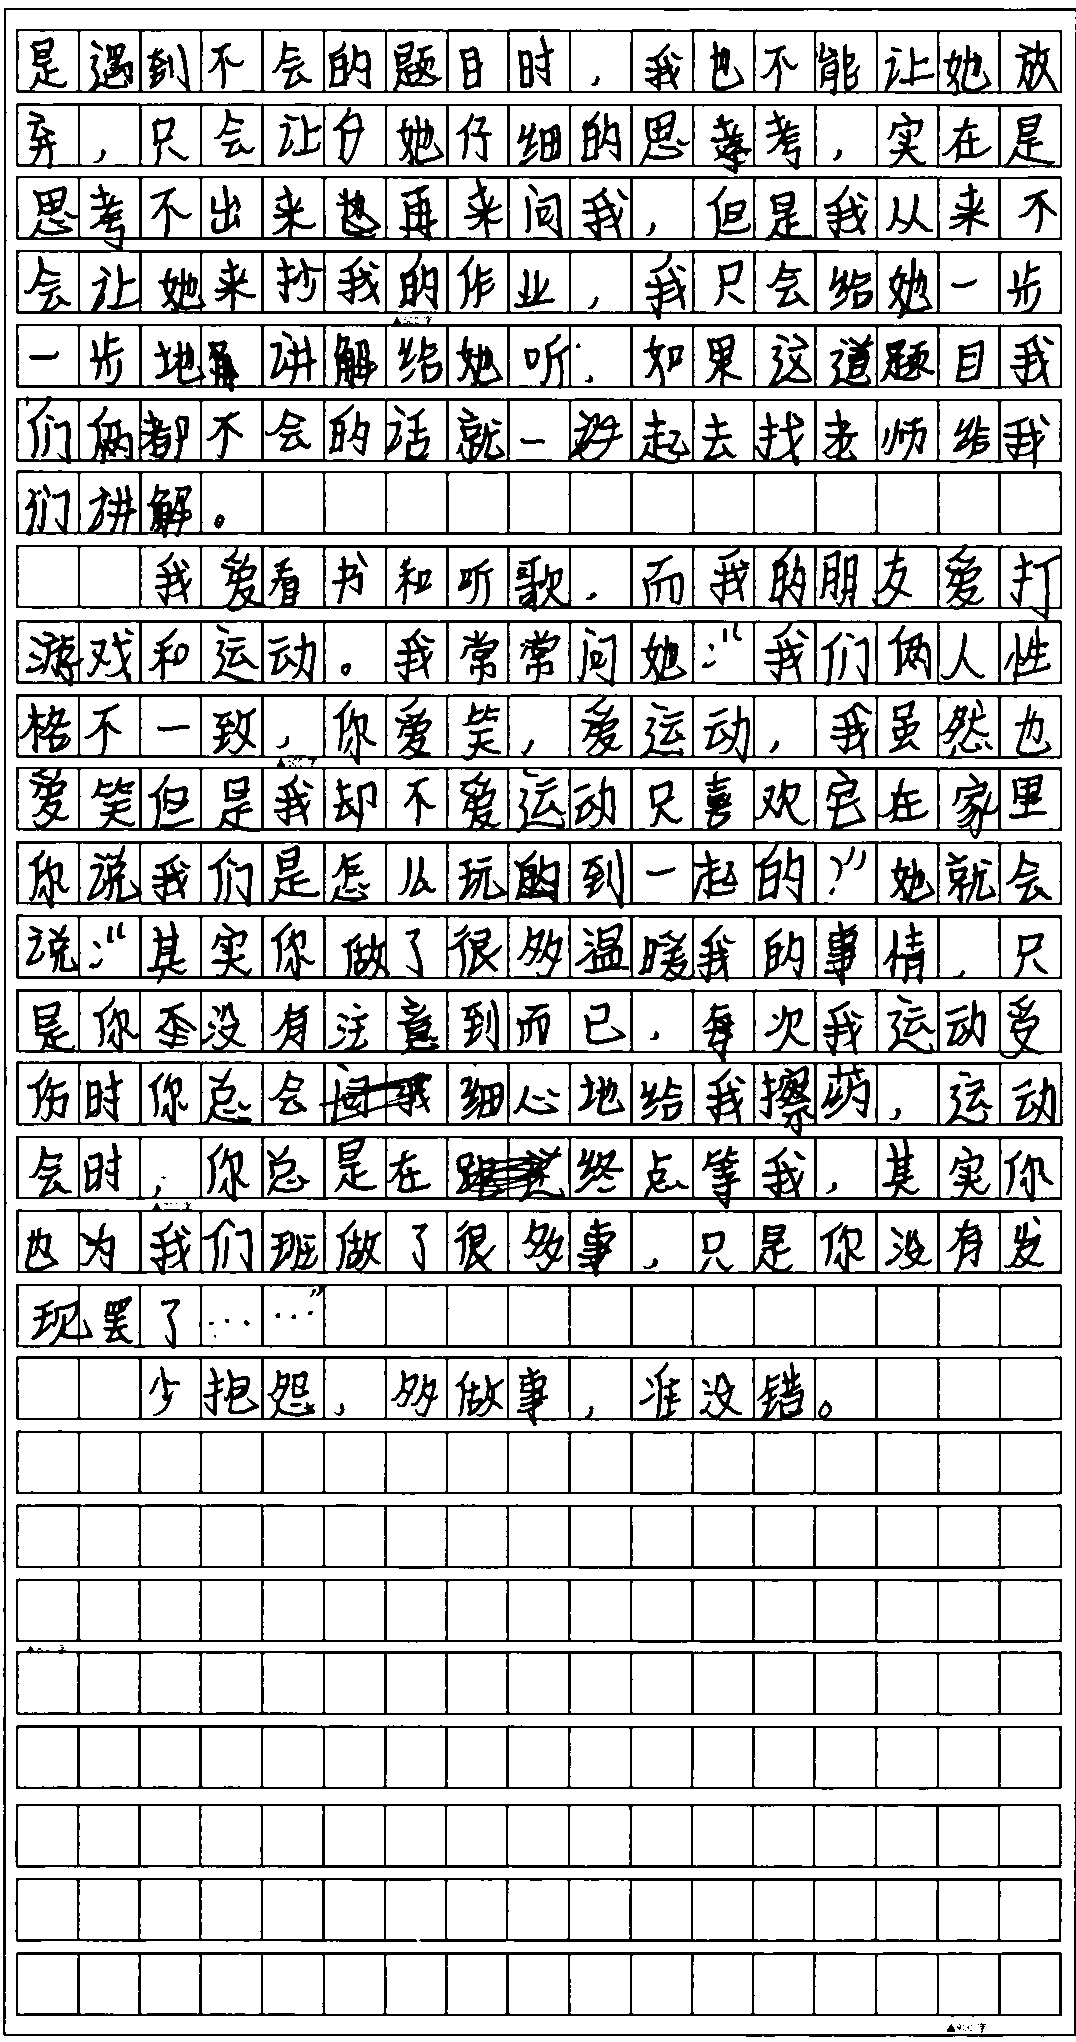 是遇到不会的题目时，我也不能让她放
弃，只会让她仔细的思考，实在是
思考不出来再来问我，但是我从来不
会让她来抄我的作业，我只会给她一步
一步地讲解给她听，如果这道题目我
们俩都不会的话就一起去找老师给我
们讲解。
我爱看书和听歌，而我的朋友爱打
游戏和运动。我常常问她：“我们俩人性
格不一致，你爱笑，爱运动，我虽然也
爱笑但是我却不爱运动只喜欢宅在家里
你说我们是怎么玩的到一起的？”她就会
说：“其实你做了很多温暖我的事情，只
是你没有注意到而已，每次我运动受
伤时你总会细心地给我擦药，运动
会时，你总是在终点等我，其实你
也为我们班做了很多事，只是你没有发
现罢了……”
少抱怨，多做事，准没错。